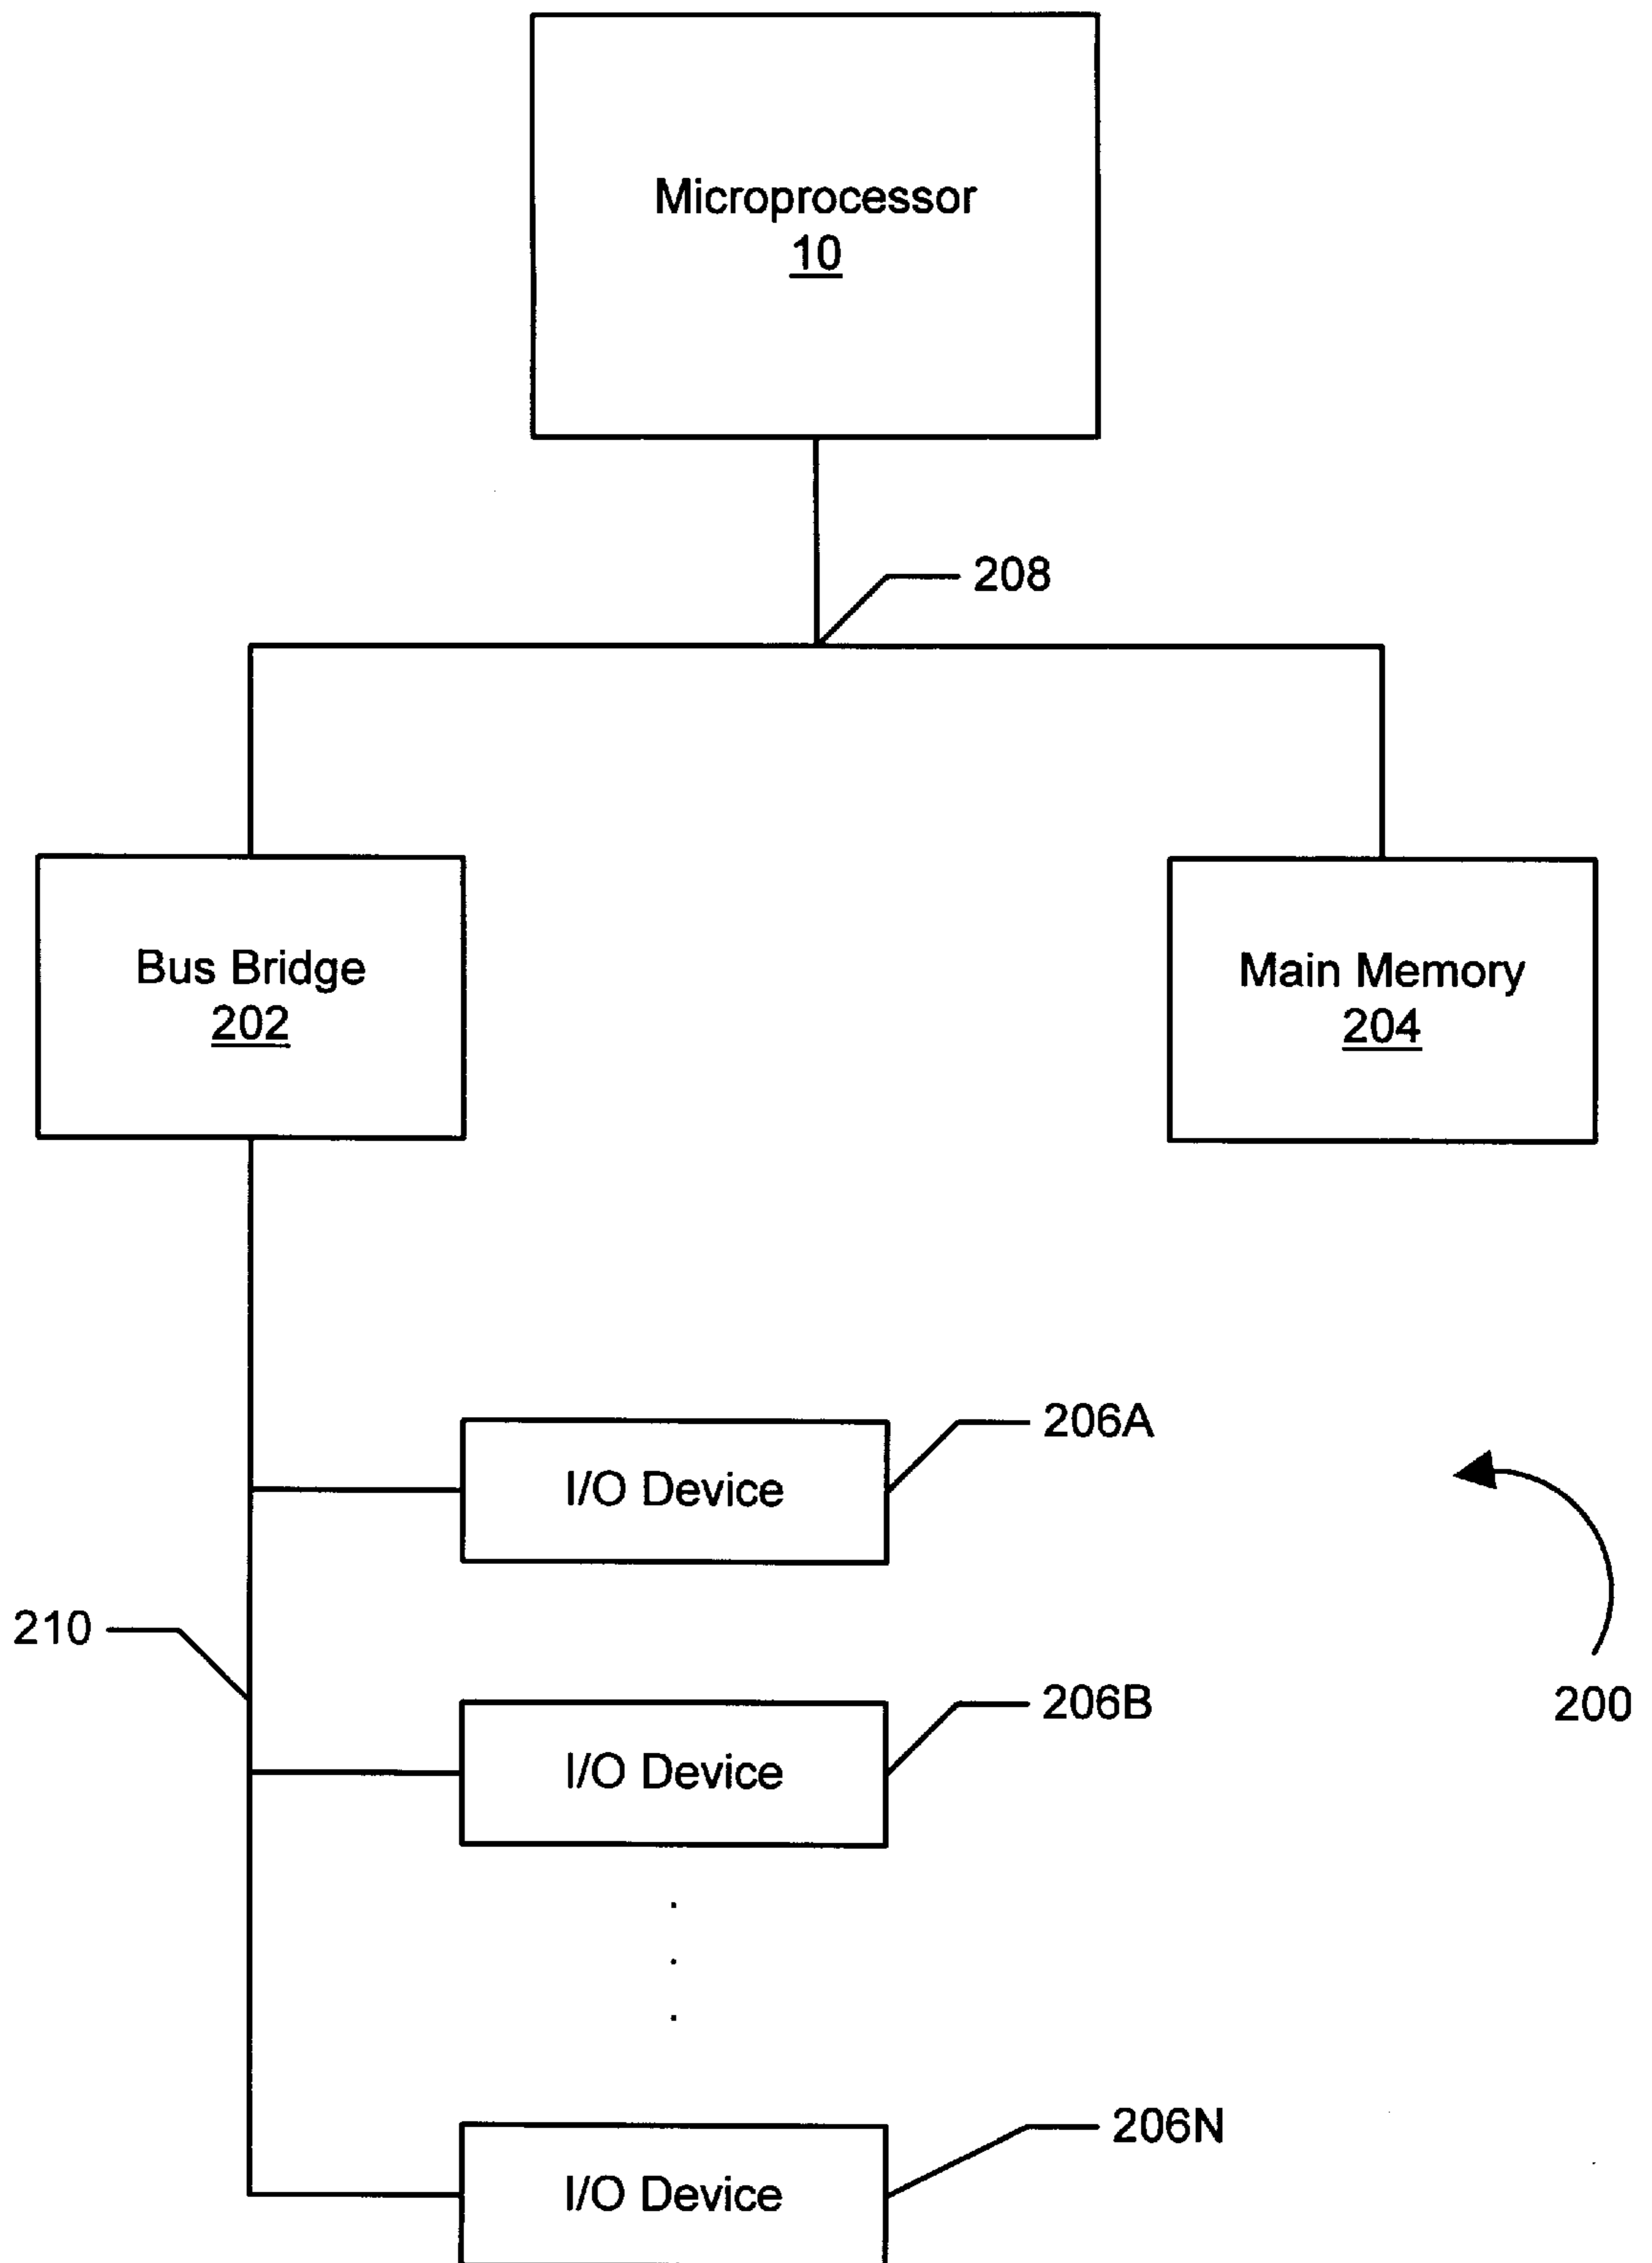 Microprocessor
10
208
Bus Bridge
202
Main Memory
204
206A
I/O Device
210
206B
I/O Device
200
206N
I/O Device